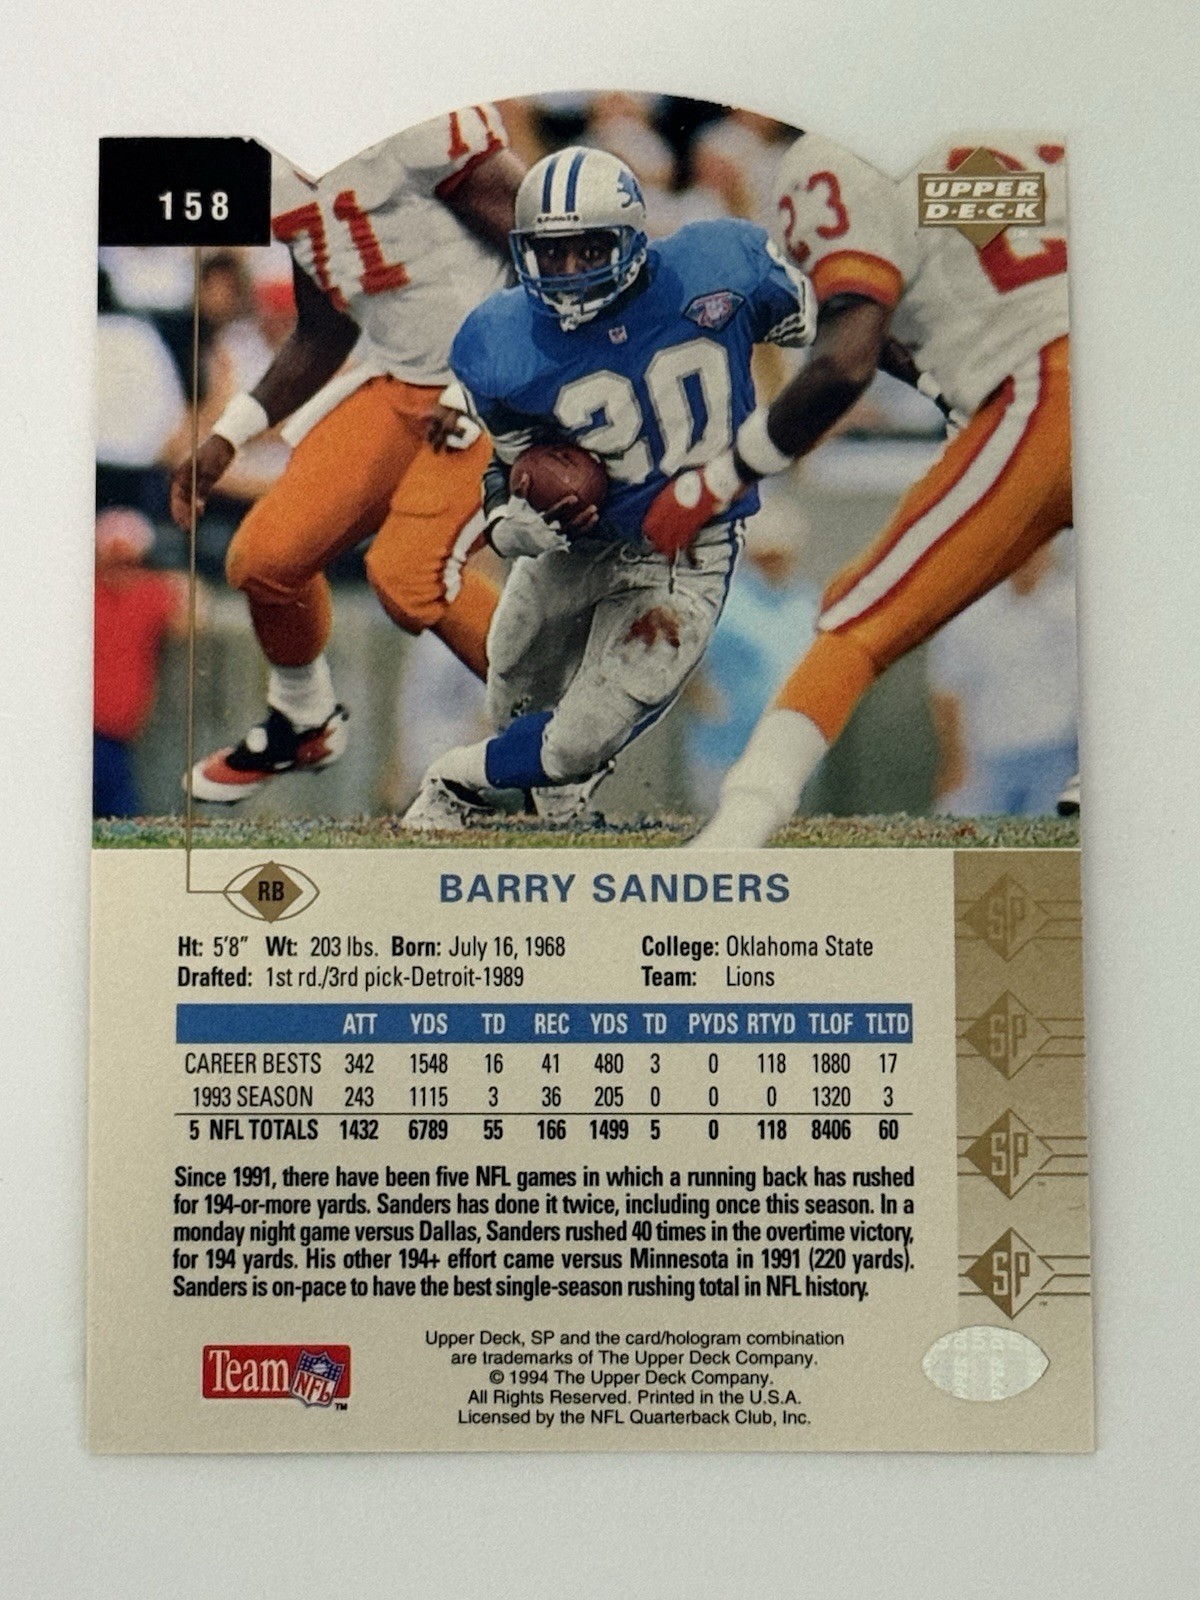 158
UPPER
D·E·C·K
71
23
20
RB
BARRY SANDERS
Ht: 5'8" Wt: 203 lbs. Born: July 16, 1968
College: Oklahoma State
Drafted: 1st rd./3rd pick-Detroit-1989
Team: Lions
ATT YDS TD REC YDS TD PYDS RTYD TLOF TLTD
CAREER BESTS 342 1548 16 41 480 3 0 118 1880 17
1993 SEASON 243 1115 3 36 205 0 0 0 1320 3
5 NFL TOTALS 1432 6789 55 166 1499 5 0 118 8406 60
Since 1991, there have been five NFL games in which a running back has rushed
for 194-or-more yards. Sanders has done it twice, including once this season. In a
monday night game versus Dallas, Sanders rushed 40 times in the overtime victory,
for 194 yards. His other 194+ effort came versus Minnesota in 1991 (220 yards).
Sanders is on-pace to have the best single-season rushing total in NFL history.
SP
SP
SP
SP
Team NFL ™
Upper Deck, SP and the card/hologram combination
are trademarks of The Upper Deck Company.
© 1994 The Upper Deck Company.
All Rights Reserved. Printed in the U.S.A.
Licensed by the NFL Quarterback Club, Inc.